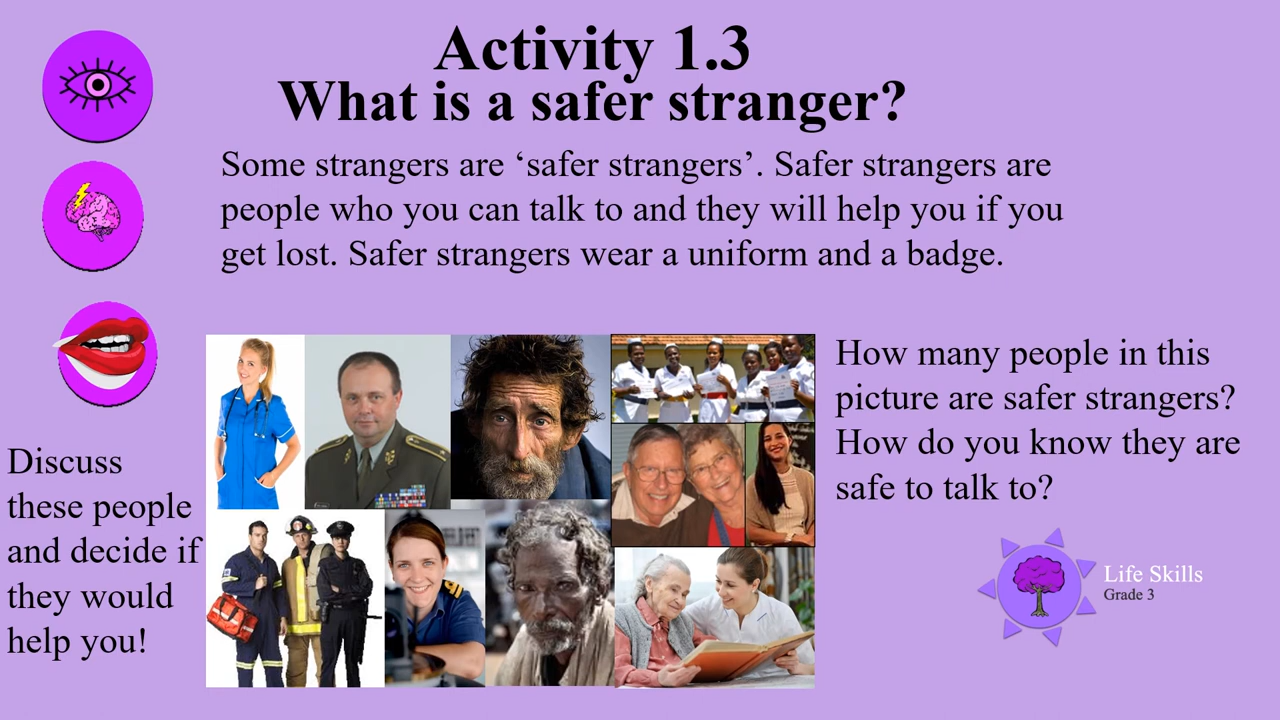 Activity 1.3
What is a safer stranger?
Some strangers are ‘safer strangers’. Safer strangers are
people who you can talk to and they will help you if you
get lost. Safer strangers wear a uniform and a badge.
Discuss
these people
and decide if
they would
help you!
How many people in this
picture are safer strangers?
How do you know they are
safe to talk to?
Life Skills
Grade 3